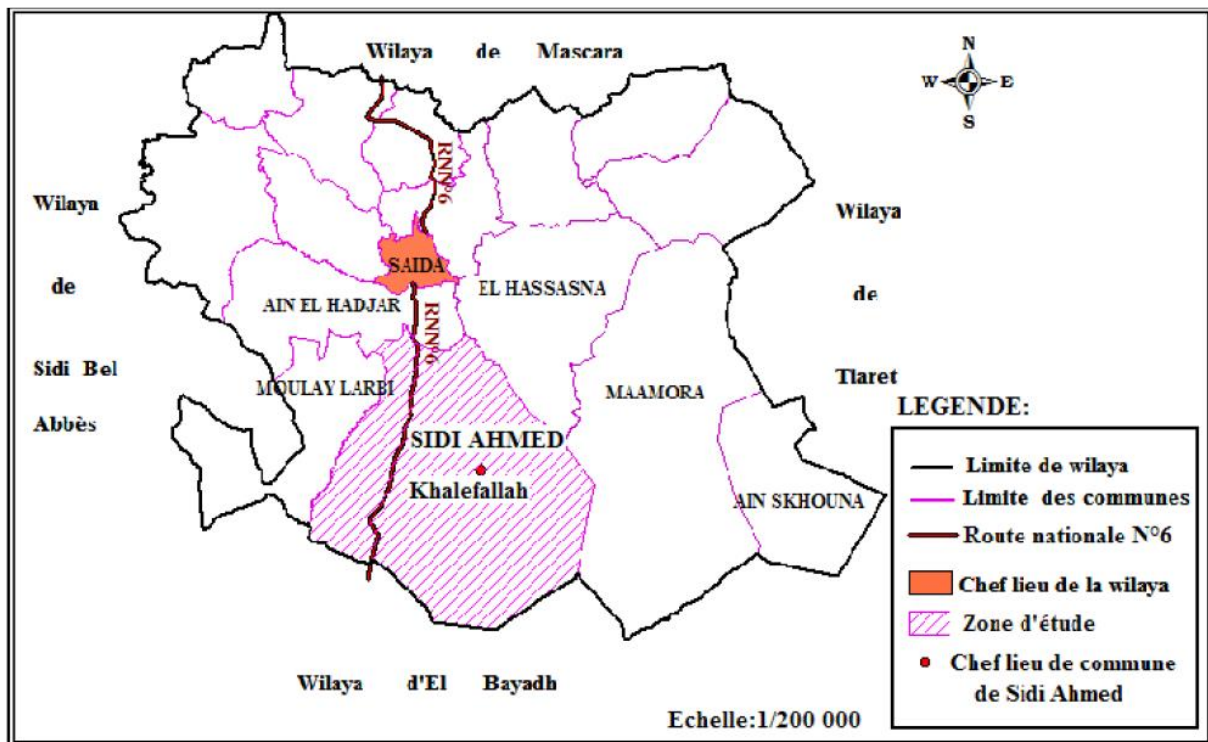 Wilaya de Mascara
N
W E
S
RNN°6
Wilaya
de
Sidi Bel
Abbès
Wilaya
de
Tiaret
SAIDA
AIN EL HADJAR
EL HASSASNA
RNN°6
MOULAY LARBI
MAAMORA
SIDI AHMED
Khalefallah
AIN SKHOUNA
LEGENDE:
Limite de wilaya
Limite des communes
Route nationale N°6
Chef lieu de la wilaya
Zone d'étude
Chef lieu de commune
de Sidi Ahmed
Wilaya d'El Bayadh
Echelle:1/200 000